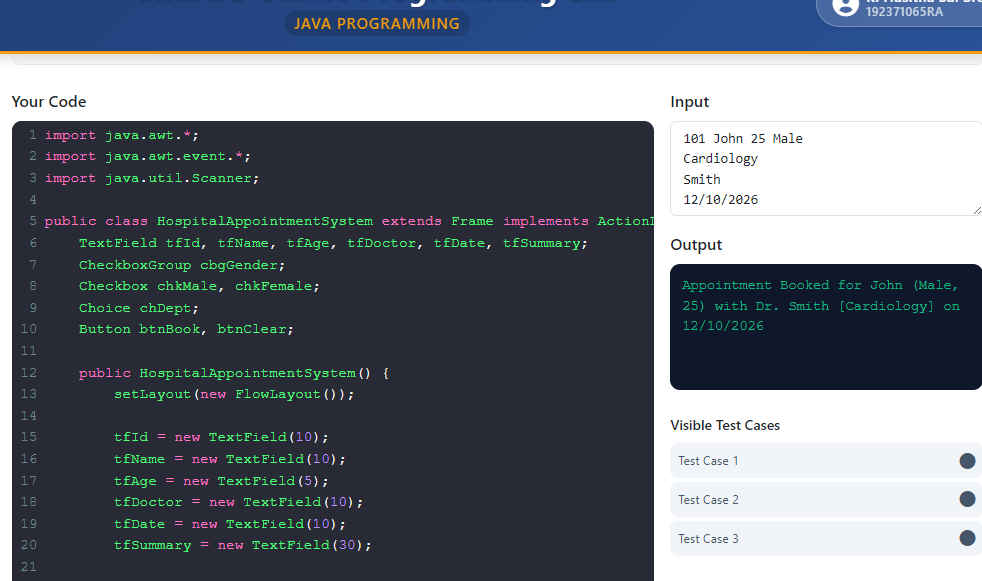 JAVA PROGRAMMING
192371065RA
Your Code
1 import java.awt.*;
2 import java.awt.event.*;
3 import java.util.Scanner;
4
5 public class HospitalAppointmentSystem extends Frame implements
6 TextField tfId, tfName, tfAge, tfDoctor, tfDate, tfSummary;
7 CheckboxGroup cbgGender;
8 Checkbox chkMale, chkFemale;
9 Choice chDept;
10 Button btnBook, btnClear;
11
12 public HospitalAppointmentSystem() {
13 setLayout(new FlowLayout());
14
15 tfId = new TextField(10);
16 tfName = new TextField(10);
17 tfAge = new TextField(5);
18 tfDoctor = new TextField(10);
19 tfDate = new TextField(10);
20 tfSummary = new TextField(30);
21
Input
101 John 25 Male
Cardiology
Smith
12/10/2026
Output
Appointment Booked for John (Male,
25) with Dr. Smith [Cardiology] on
12/10/2026
Visible Test Cases
Test Case 1
Test Case 2
Test Case 3